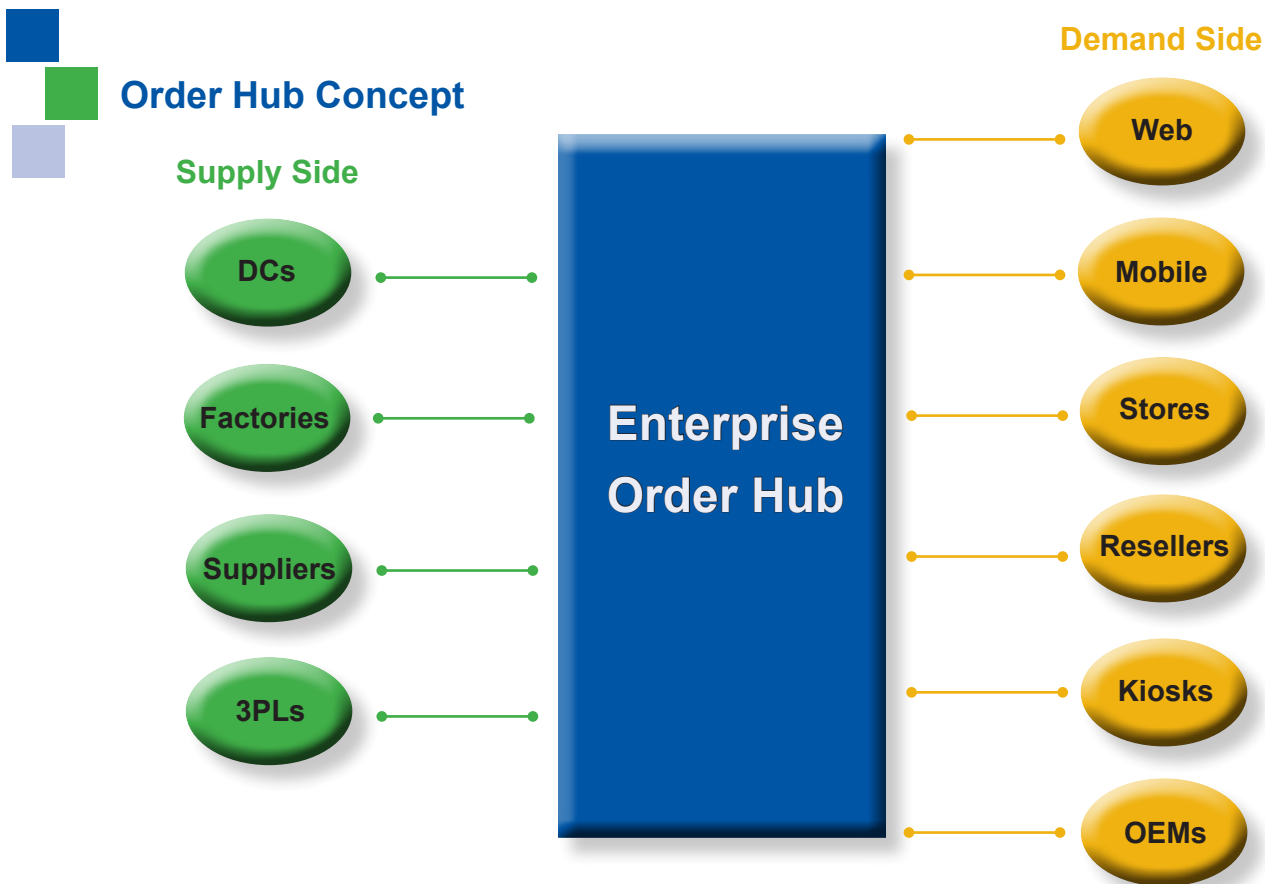 Order Hub Concept
Supply Side
DCs
Factories
Suppliers
3PLs
Enterprise
Order Hub
Demand Side
Web
Mobile
Stores
Resellers
Kiosks
OEMs